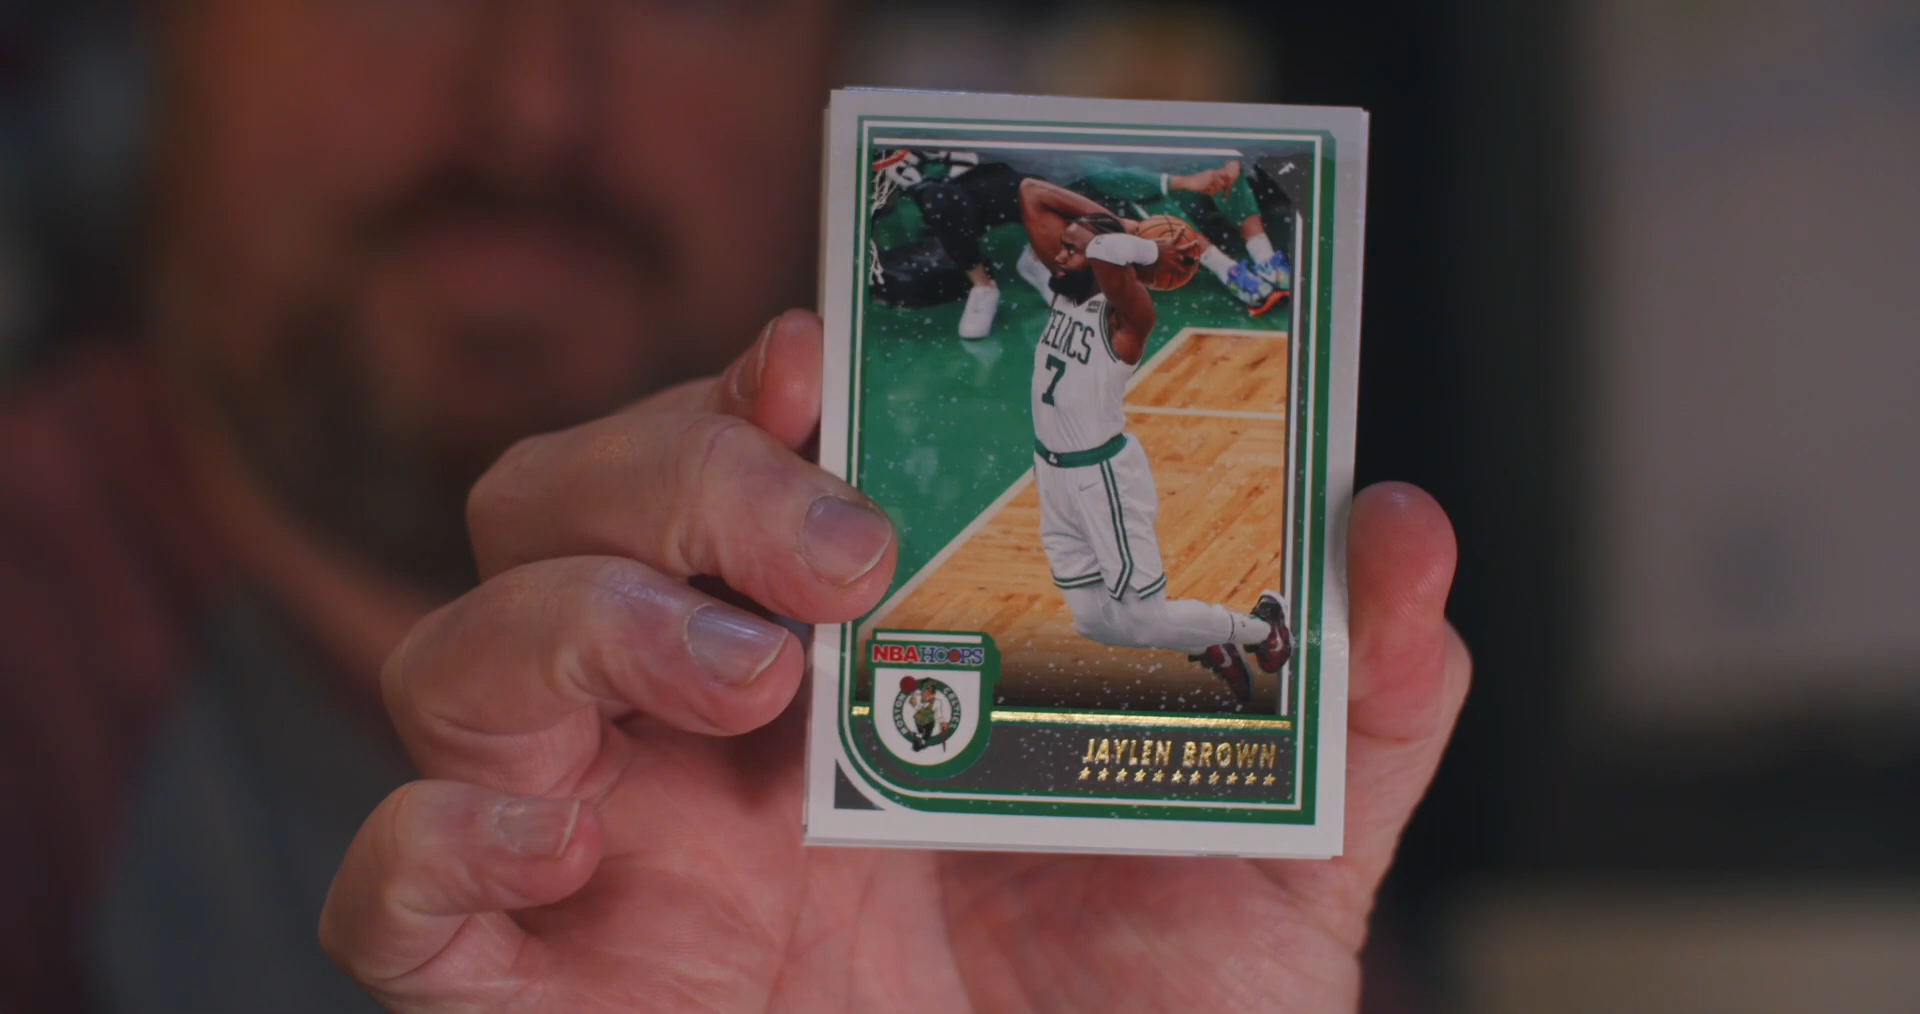 CELTICS
7
NBA HOOPS
BOSTON CELTICS
JAYLEN BROWN